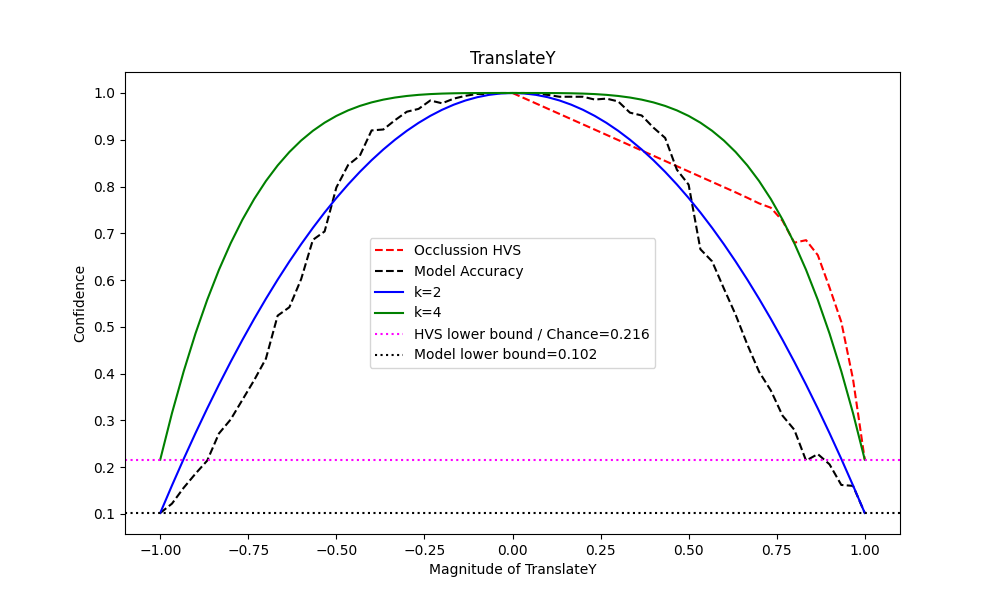 TranslateY
Confidence
1.0
0.9
0.8
0.7
0.6
0.5
0.4
0.3
0.2
0.1
Occlussion HVS
Model Accuracy
k=2
k=4
HVS lower bound / Chance=0.216
Model lower bound=0.102
−1.00 −0.75 −0.50 −0.25 0.00 0.25 0.50 0.75 1.00
Magnitude of TranslateY